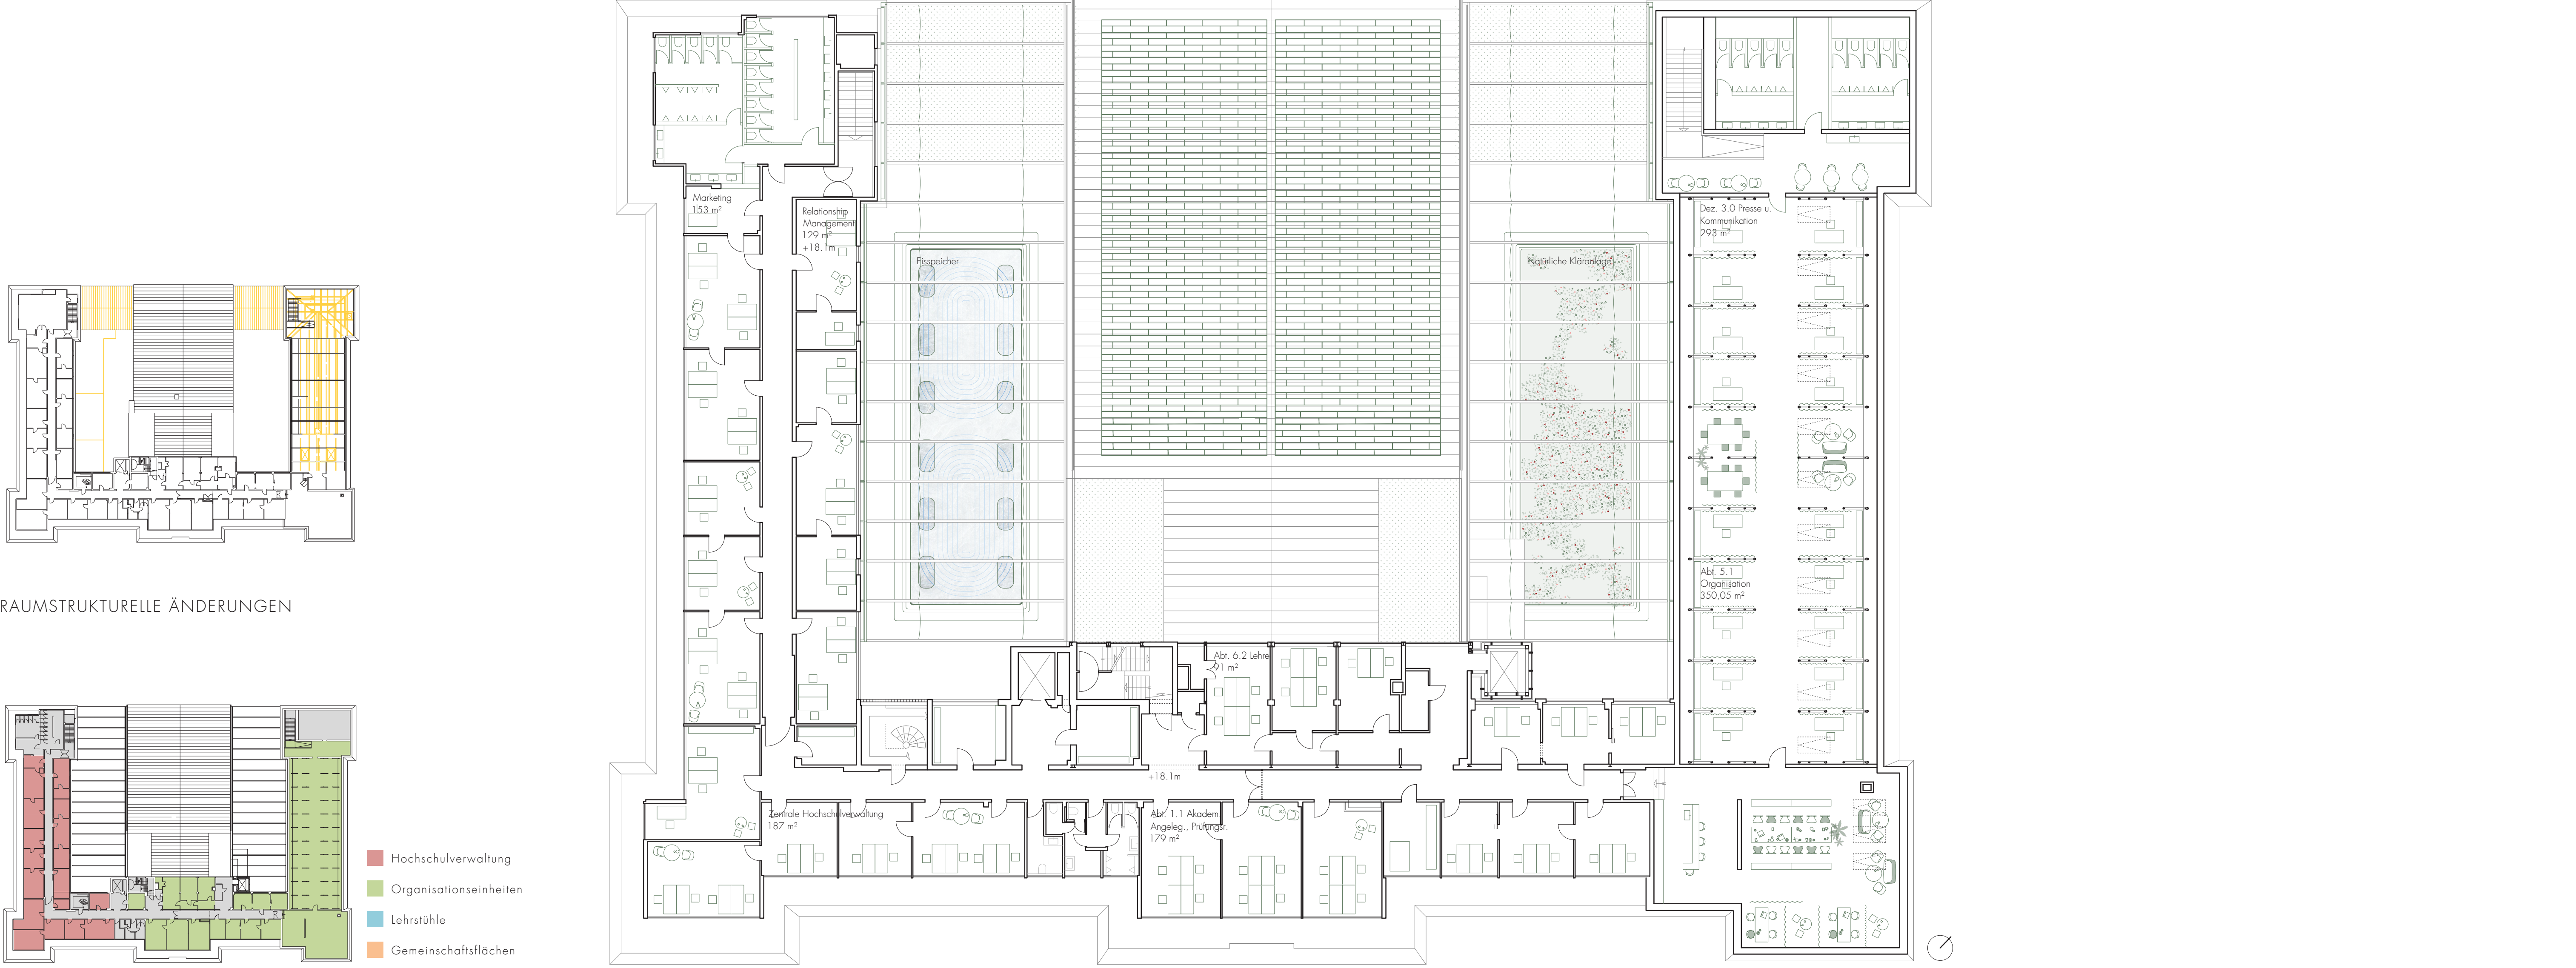 RAUMSTRUKTURELLE ÄNDERUNGEN
Hochschulverwaltung
Organisationseinheiten
Lehrstühle
Gemeinschaftsflächen
Marketing
153 m²
Relationship
Management
129 m²
+18.1m
Eisspeicher
Natürliche Kläranlage
Dez. 3.0 Presse u.
Kommunikation
293 m²
Abt. 5.1
Organisation
350,05 m²
Abt. 6.2 Lehre
91 m²
+18.1m
Zentrale Hochschulverwaltung
187 m²
Abt. 1.1 Akadem.
Angeleg., Prüfungsr.
179 m²